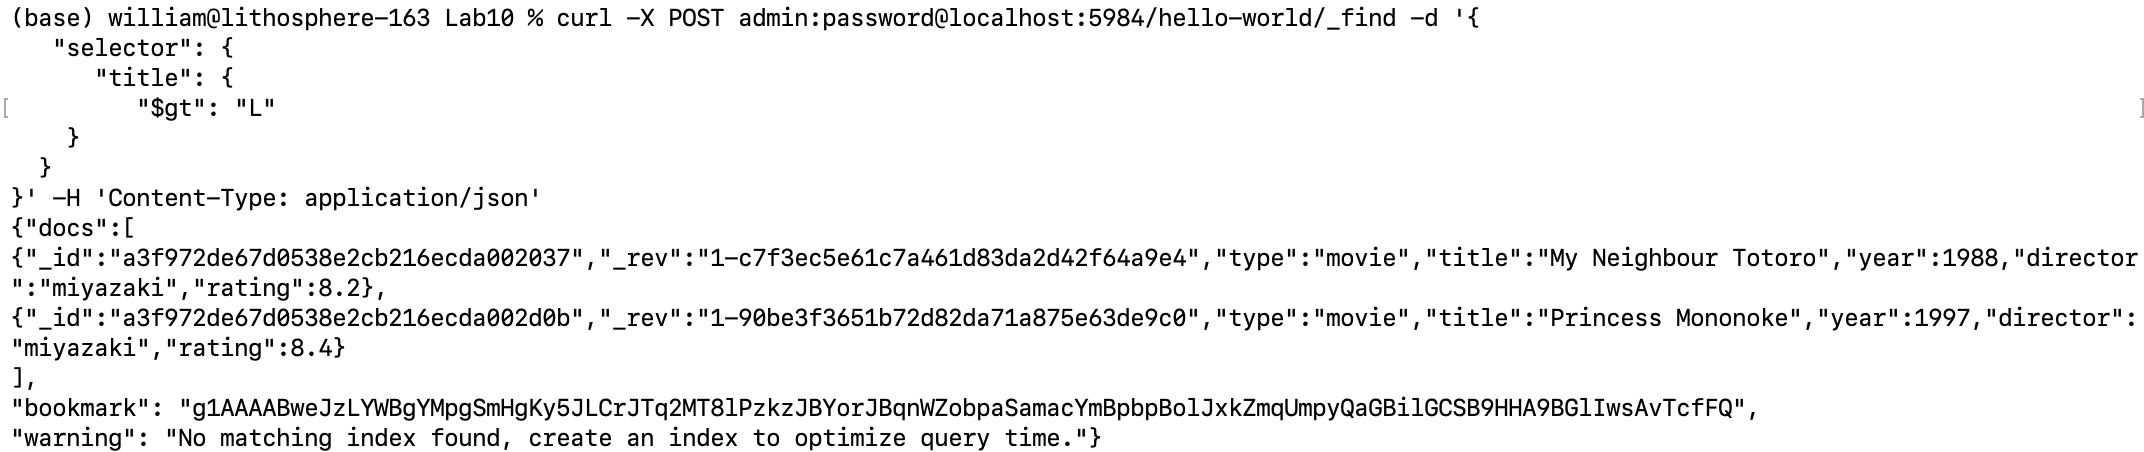 (base) william@lithosphere-163 Lab10 % curl -X POST admin:password@localhost:5984/hello-world/_find -d '{
   "selector": {
      "title": {
[         "$gt": "L"                                                                                                                                    ]
    }
  }
}' -H 'Content-Type: application/json'
{"docs":[
{"_id":"a3f972de67d0538e2cb216ecda002037","_rev":"1-c7f3ec5e61c7a461d83da2d42f64a9e4","type":"movie","title":"My Neighbour Totoro","year":1988,"director
":"miyazaki","rating":8.2},
{"_id":"a3f972de67d0538e2cb216ecda002d0b","_rev":"1-90be3f3651b72d82da71a875e63de9c0","type":"movie","title":"Princess Mononoke","year":1997,"director":
"miyazaki","rating":8.4}
],
"bookmark": "g1AAAABweJzLYWBgYMpgSmHgKy5JLCrJTq2MT8lPzkzJBYorJBqnWZobpaSamacYmBpbpBolJxkZmqUmpyQaGBilGCSB9HHA9BGlIwsAvTcfFQ",
"warning": "No matching index found, create an index to optimize query time."}